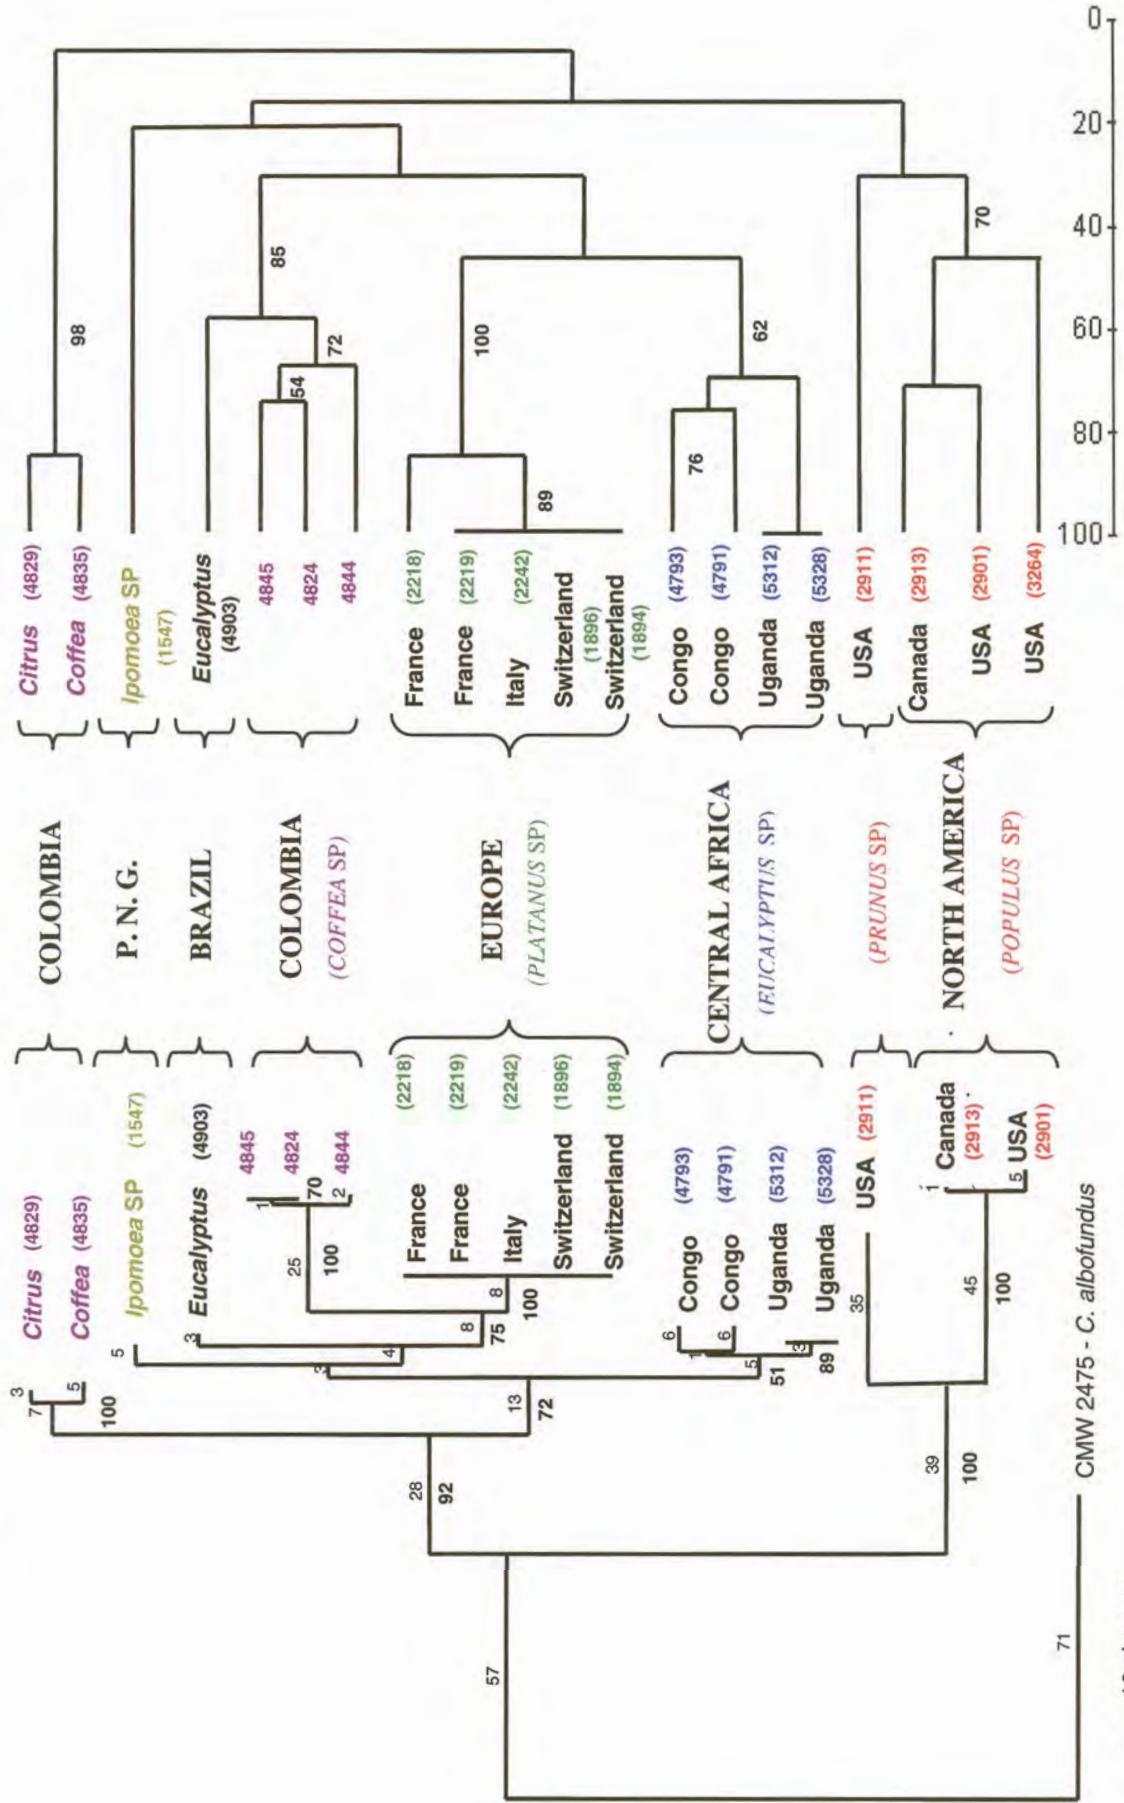 0
20
40
60
80
100
98
85
72
54
100
89
62
76
70
Citrus (4829)
Coffea (4835)
Ipomoea SP
(1547)
Eucalyptus
(4903)
4845
4824
4844
France (2218)
France (2219)
Italy (2242)
Switzerland
(1896)
Switzerland
(1894)
Congo (4793)
Congo (4791)
Uganda (5312)
Uganda (5328)
USA (2911)
Canada (2913)
USA (2901)
USA (3264)
COLOMBIA
P. N. G.
BRAZIL
COLOMBIA
(COFFEA SP)
EUROPE
(PLATANUS SP)
CENTRAL AFRICA
(EUCALYPTUS SP)
(PRUNUS SP)
NORTH AMERICA
(POPULUS SP)
Citrus (4829)
Coffea (4835)
Ipomoea SP (1547)
Eucalyptus (4903)
4845
4824
4844
France (2218)
France (2219)
Italy (2242)
Switzerland (1896)
Switzerland (1894)
Congo (4793)
Congo (4791)
Uganda (5312)
Uganda (5328)
USA (2911)
Canada
(2913)
USA
(2901)
3
7
5
100
5
3
3
4
1
70
2
25
100
8
75
8
100
13
72
6
1
6
5
51
3
89
35
1
5
45
100
39
100
28
92
57
71
CMW 2475 - C. albofundus